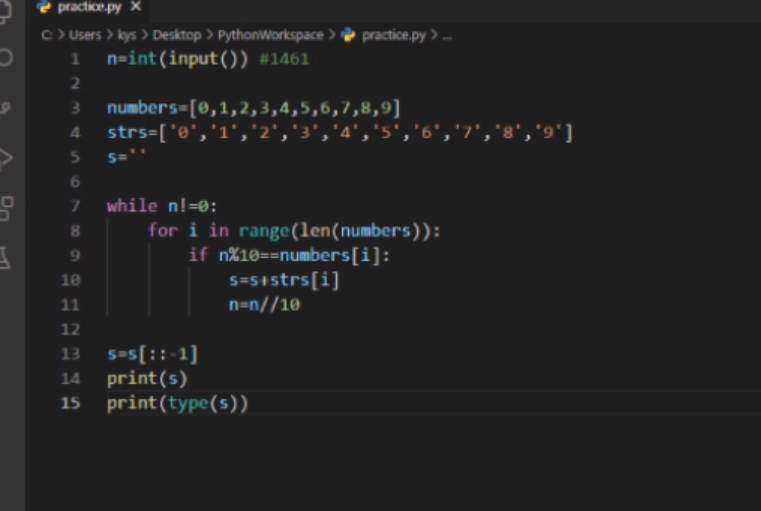 practice.py ×
C: > Users > kys > Desktop > PythonWorkspace > practice.py > ...
1 n=int(input()) #1461
2
3 numbers=[0,1,2,3,4,5,6,7,8,9]
4 strs=['0','1','2','3','4','5','6','7','8','9']
5 s=''
6
7 while n!=0:
8     for i in range(len(numbers)):
9         if n%10==numbers[i]:
10             s=s+strs[i]
11             n=n//10
12
13 s=s[::-1]
14 print(s)
15 print(type(s))